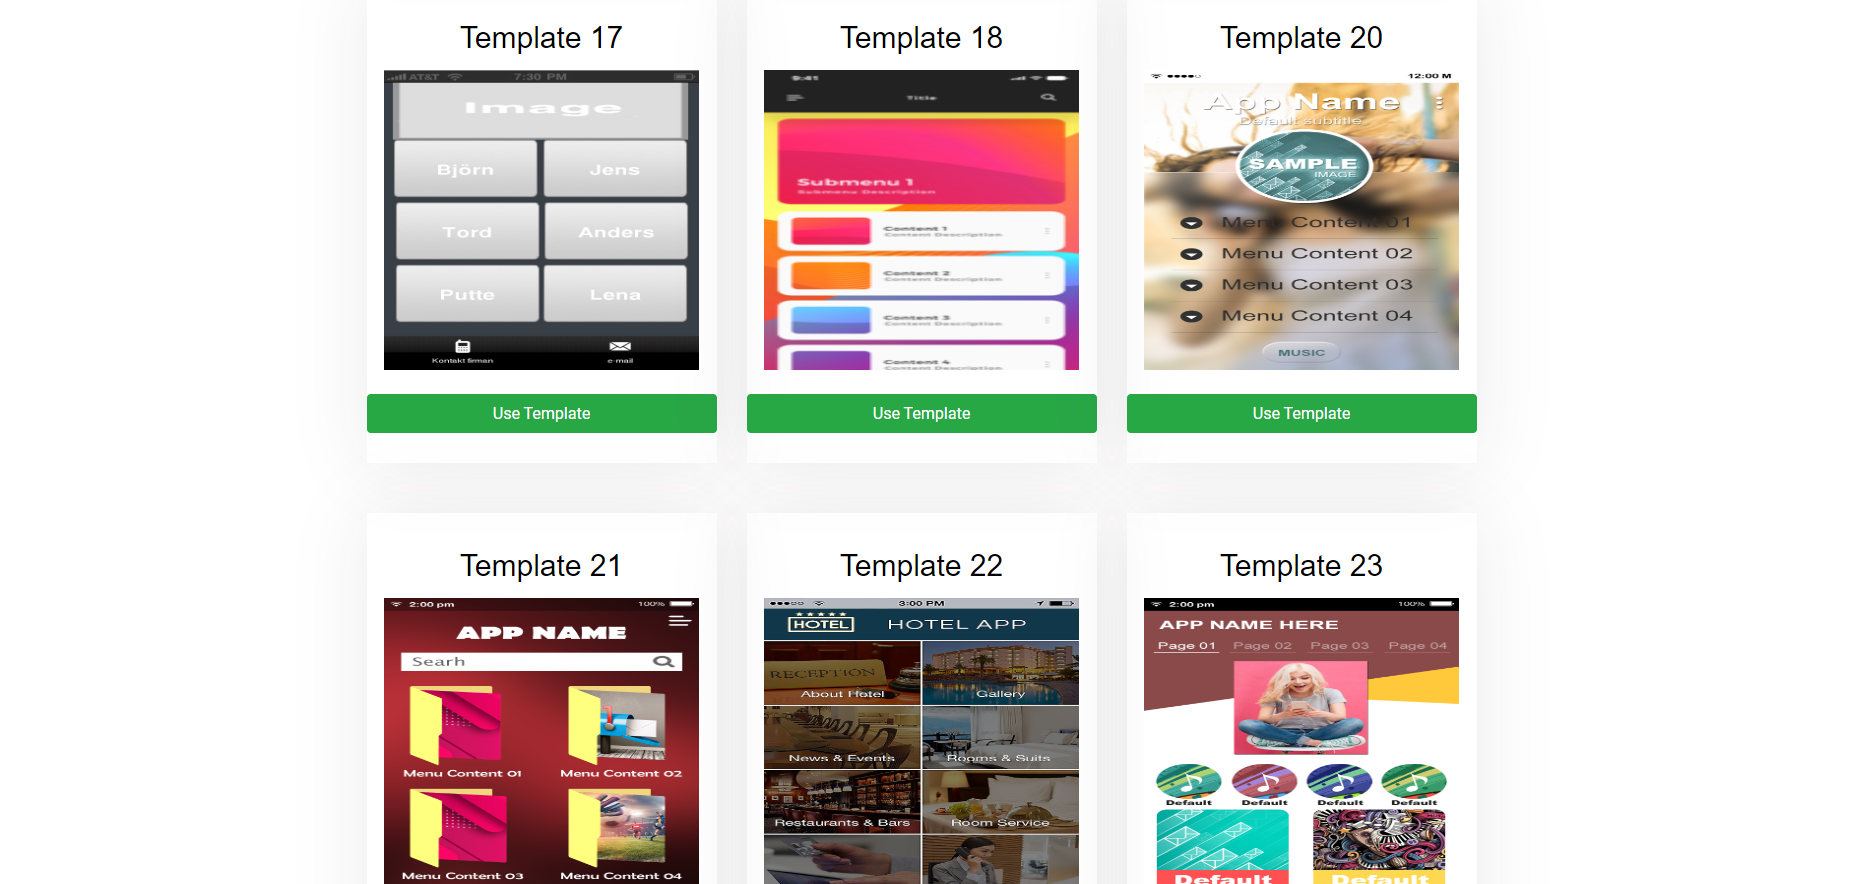 Template 17
Template 18
Template 20
AT&T 7:30 PM
Image
Björn
Jens
Tord
Anders
Putte
Lena
Kontakt firman
e-mail
9:41
Title
Submenu 1
Submenu Description
Content 1
Content Description
Content 2
Content Description
Content 3
Content Description
Content 4
Content Description
12:00 M
App Name
Default subtitle
SAMPLE
IMAGE
Menu Content 01
Menu Content 02
Menu Content 03
Menu Content 04
MUSIC
Use Template
Use Template
Use Template
Template 21
Template 22
Template 23
2:00 pm 100%
APP NAME
Searh
Menu Content 01
Menu Content 02
Menu Content 03
Menu Content 04
3:00 PM
HOTEL
HOTEL APP
RECEPTION
About Hotel
Gallery
News & Events
Rooms & Suits
Restaurants & Bars
Room Service
2:00 pm 100%
APP NAME HERE
Page 01 Page 02 Page 03 Page 04
Default Default Default Default
Default Default